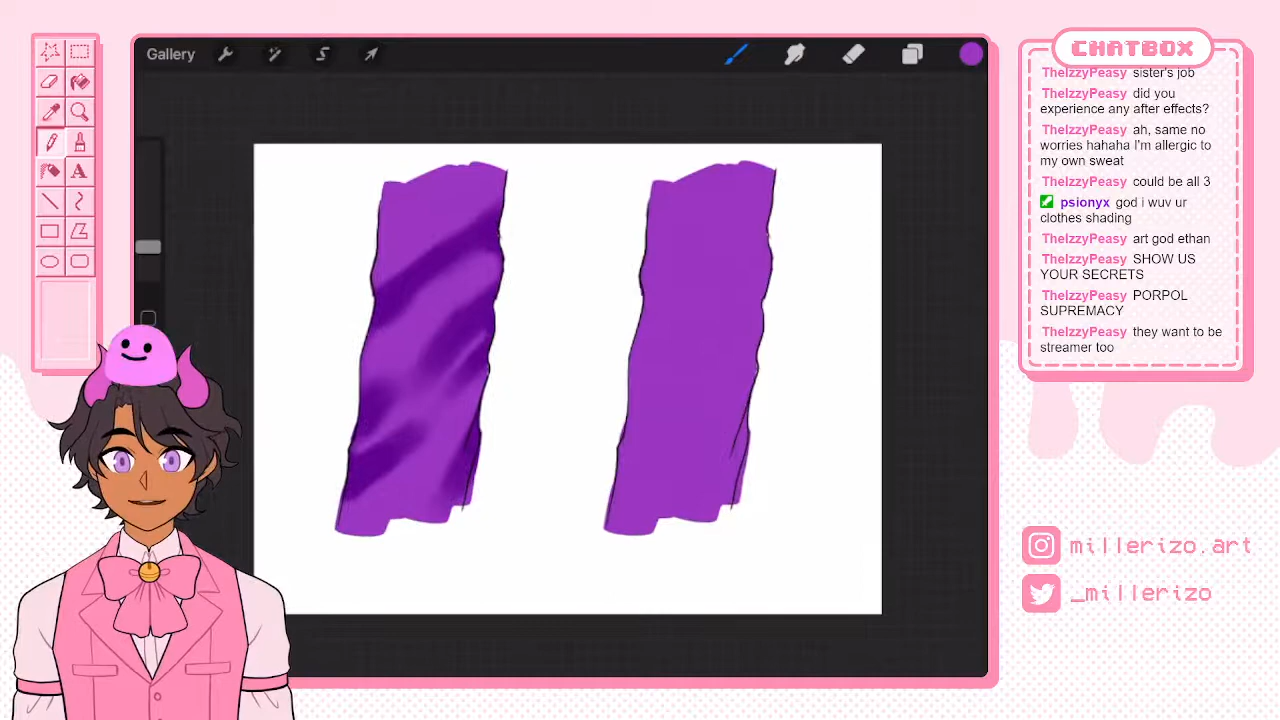 Gallery
CHATBOX
TheIzzyPeasy sister's job
TheIzzyPeasy did you
experience any after effects?
TheIzzyPeasy ah, same no
worries hahaha I'm allergic to
my own sweat
TheIzzyPeasy could be all 3
psionyx god i wuv ur
clothes shading
TheIzzyPeasy art god ethan
TheIzzyPeasy SHOW US
YOUR SECRETS
TheIzzyPeasy PORPOL
SUPREMACY
TheIzzyPeasy they want to be
streamer too
A
millerizo.art
_millerizo